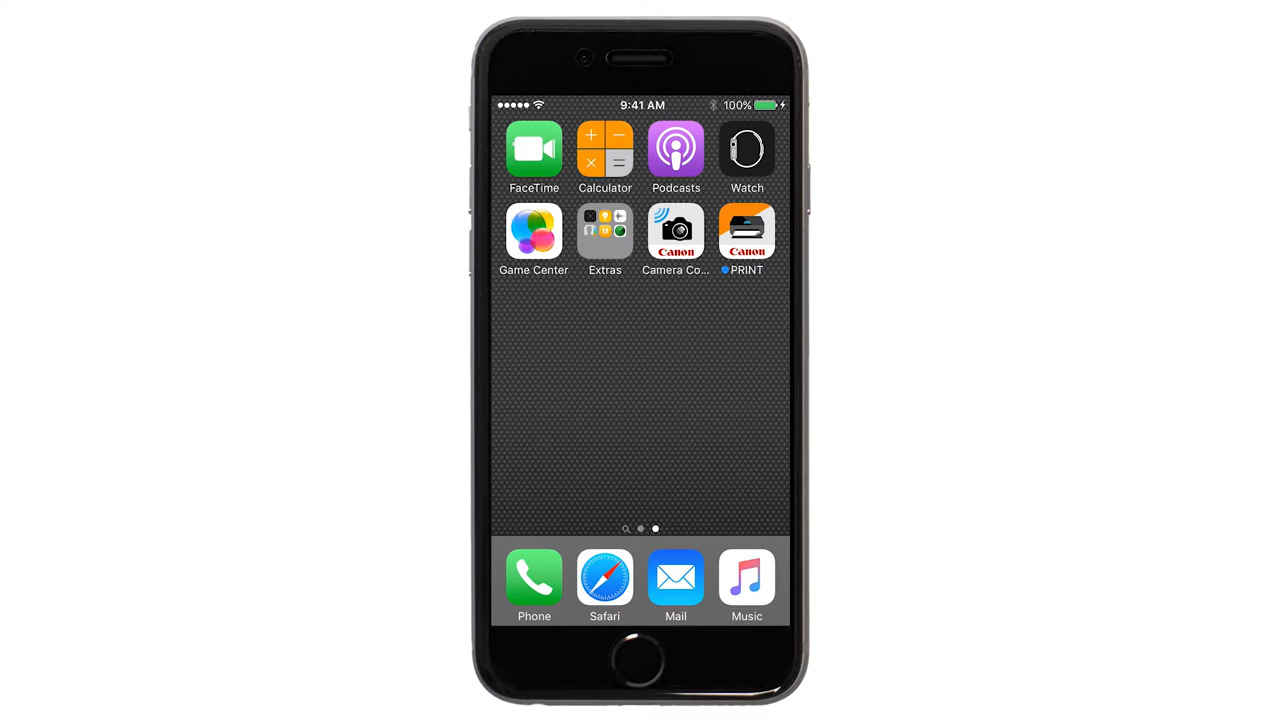 9:41 AM 100%
FaceTime Calculator Podcasts Watch
Canon Canon
Game Center Extras Camera Co... PRINT
Phone Safari Mail Music